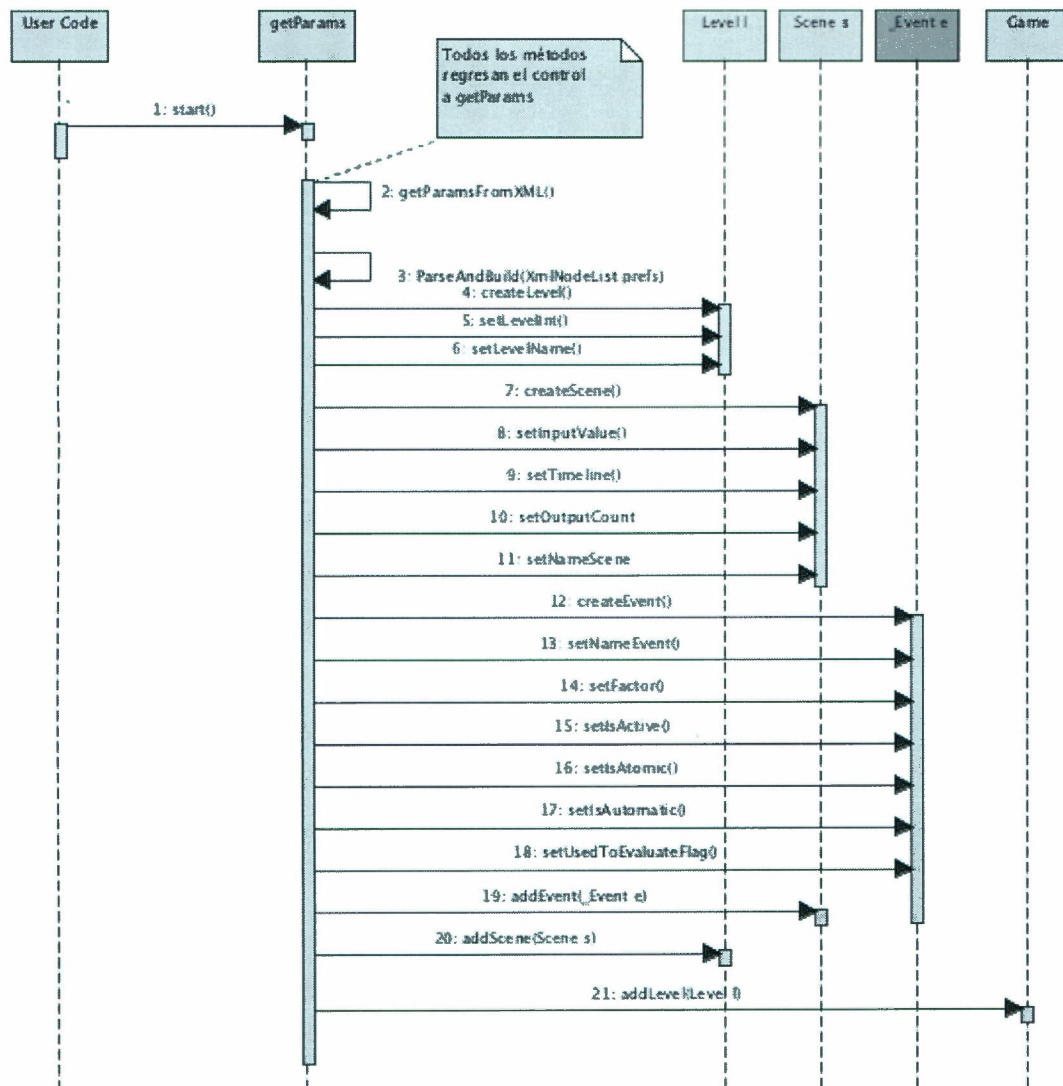 User Code
getParams
Level l
Scene s
_Event e
Game
Todos los métodos
regresan el control
a getParams
1: start()
2: getParamsFromXML()
3: ParseAndBuild(XmlNodeList prefs)
4: createLevel()
5: setLevelInt()
6: setLevelName()
7: createScene()
8: setInputValue()
9: setTimeline()
10: setOutputCount
11: setNameScene
12: createEvent()
13: setNameEvent()
14: setFactor()
15: setIsActive()
16: setIsAtomic()
17: setIsAutomatic()
18: setUsedToEvaluateFlag()
19: addEvent(_Event e)
20: addScene(Scene s)
21: addLevel(Level l)